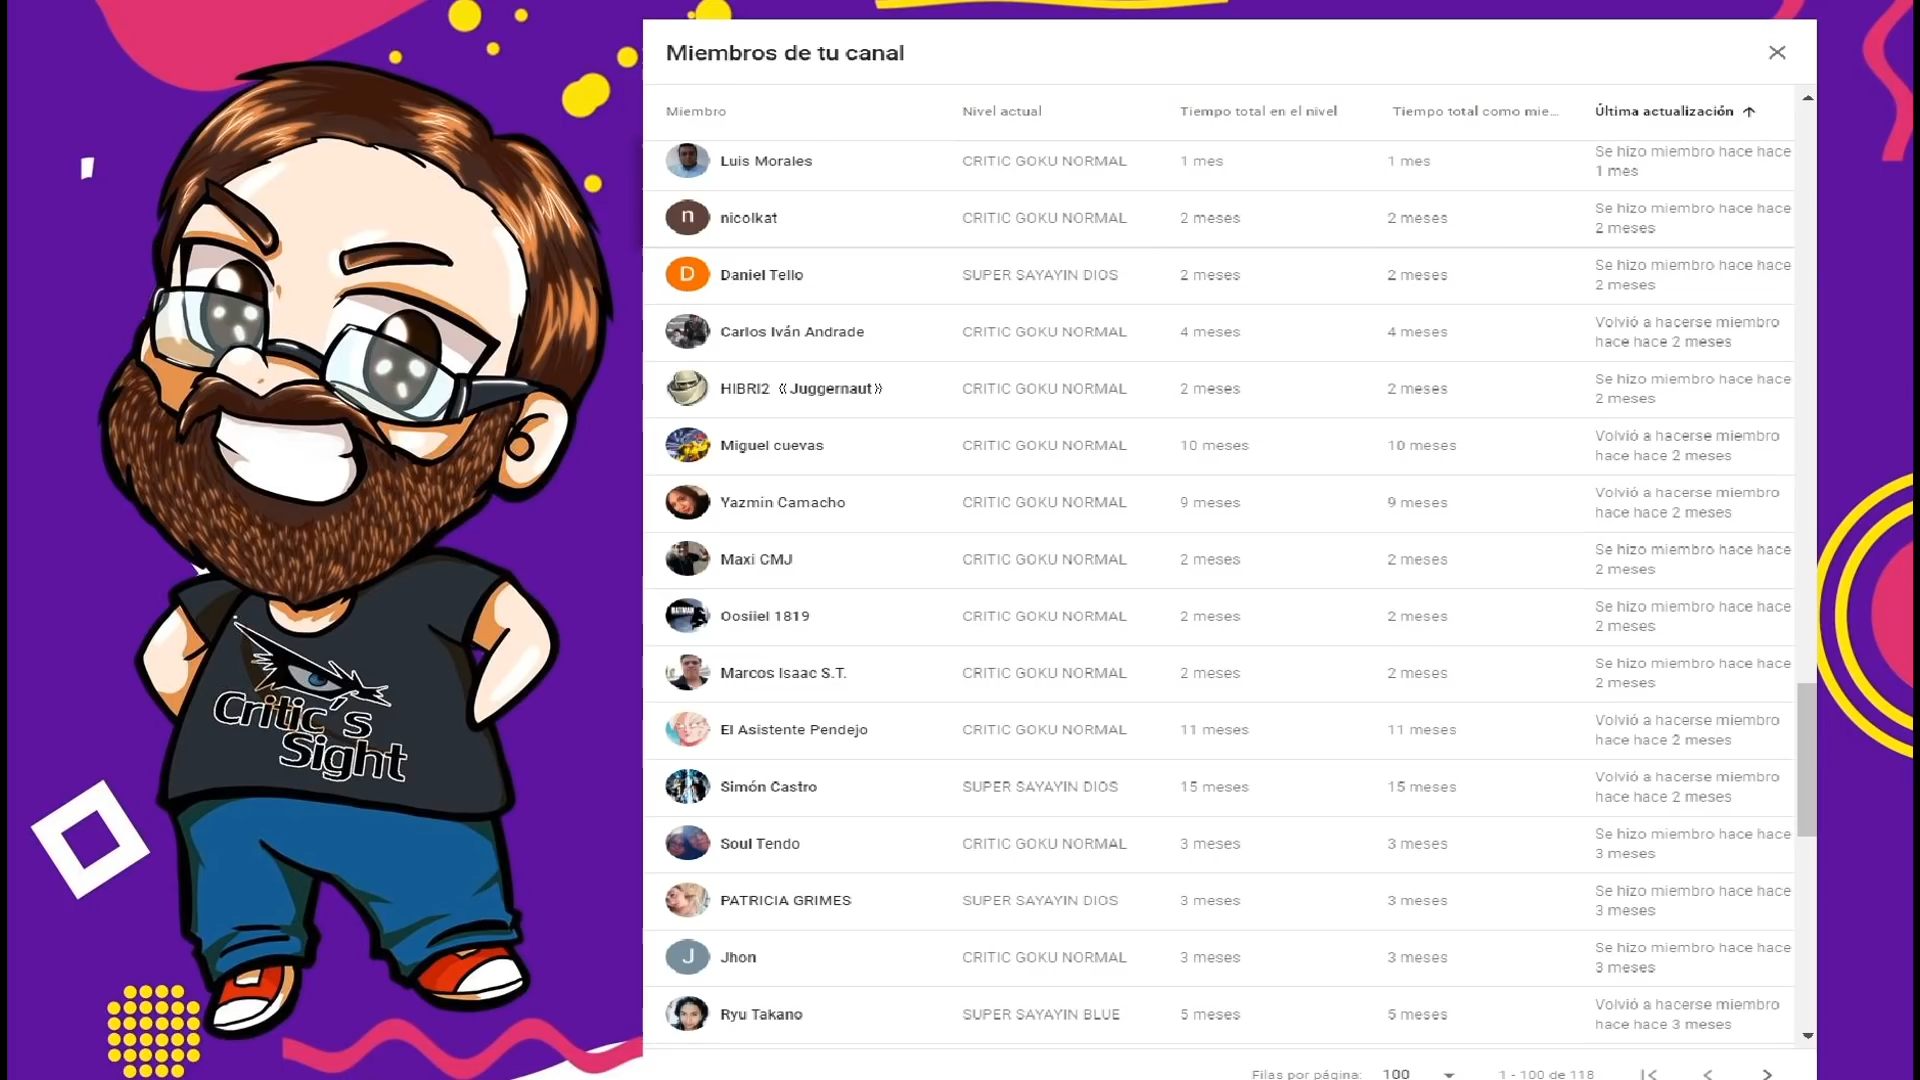 Miembros de tu canal
Miembro Nivel actual Tiempo total en el nivel Tiempo total como mie... Última actualización
Luis Morales CRITIC GOKU NORMAL 1 mes 1 mes Se hizo miembro hace hace
1 mes
n nicolkat CRITIC GOKU NORMAL 2 meses 2 meses Se hizo miembro hace hace
2 meses
D Daniel Tello SUPER SAYAYIN DIOS 2 meses 2 meses Se hizo miembro hace hace
2 meses
Carlos Iván Andrade CRITIC GOKU NORMAL 4 meses 4 meses Volvió a hacerse miembro
hace hace 2 meses
HIBRI2 《Juggernaut》 CRITIC GOKU NORMAL 2 meses 2 meses Se hizo miembro hace hace
2 meses
Miguel cuevas CRITIC GOKU NORMAL 10 meses 10 meses Volvió a hacerse miembro
hace hace 2 meses
Yazmin Camacho CRITIC GOKU NORMAL 9 meses 9 meses Volvió a hacerse miembro
hace hace 2 meses
Maxi CMJ CRITIC GOKU NORMAL 2 meses 2 meses Se hizo miembro hace hace
2 meses
Oosiiel 1819 CRITIC GOKU NORMAL 2 meses 2 meses Se hizo miembro hace hace
2 meses
Marcos Isaac S.T. CRITIC GOKU NORMAL 2 meses 2 meses Se hizo miembro hace hace
2 meses
El Asistente Pendejo CRITIC GOKU NORMAL 11 meses 11 meses Volvió a hacerse miembro
hace hace 2 meses
Simón Castro SUPER SAYAYIN DIOS 15 meses 15 meses Volvió a hacerse miembro
hace hace 2 meses
Soul Tendo CRITIC GOKU NORMAL 3 meses 3 meses Se hizo miembro hace hace
3 meses
PATRICIA GRIMES SUPER SAYAYIN DIOS 3 meses 3 meses Se hizo miembro hace hace
3 meses
J Jhon CRITIC GOKU NORMAL 3 meses 3 meses Se hizo miembro hace hace
3 meses
Ryu Takano SUPER SAYAYIN BLUE 5 meses 5 meses Volvió a hacerse miembro
hace hace 3 meses
Filas por página: 100 1 - 100 de 118
Critic's
Sight